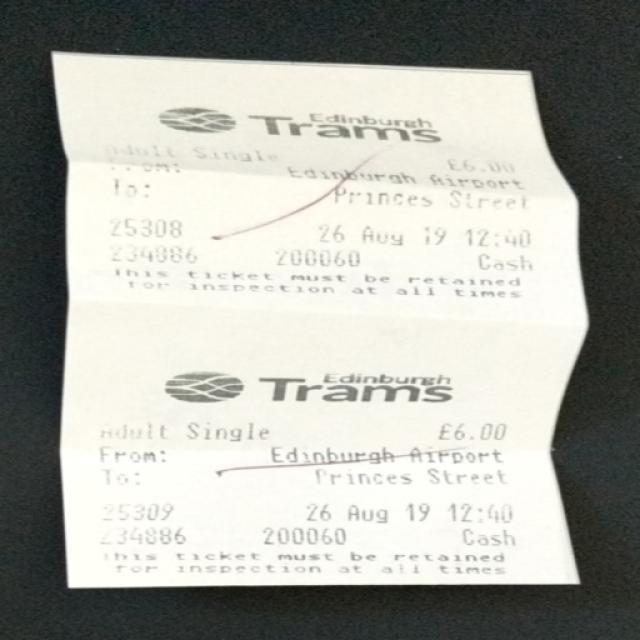 Edinburgh
Trams
Adult Single £6.00
From: Edinburgh Airport
To: Princes Street
25308 26 Aug 19 12:40
234886 200060 Cash
This ticket must be retained
for inspection at all times
Edinburgh
Trams
Adult Single £6.00
From: Edinburgh Airport
To: Princes Street
25309 26 Aug 19 12:40
234886 200060 Cash
This ticket must be retained
for inspection at all times